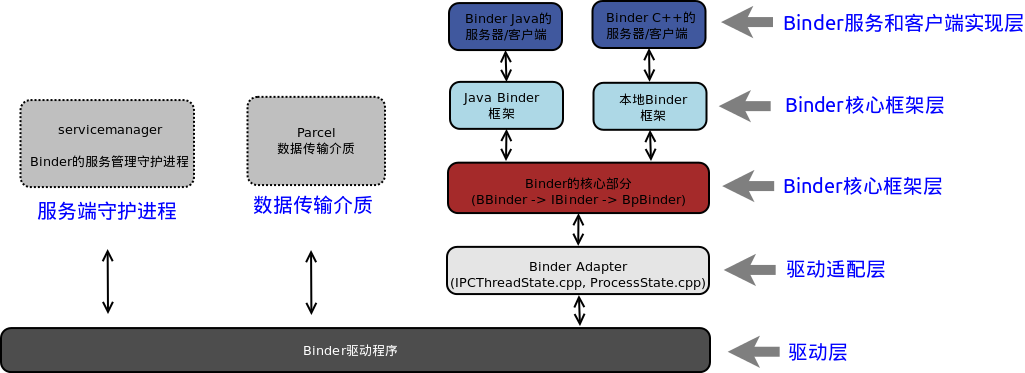 Binder Java的
服务器/客户端
Binder C++的
服务器/客户端
Binder服务和客户端实现层
Java Binder
框架
本地Binder
框架
Binder核心框架层
servicemanager
Binder的服务管理守护进程
服务端守护进程
Parcel
数据传输介质
数据传输介质
Binder的核心部分
(BBinder -> IBinder -> BpBinder)
Binder核心框架层
Binder Adapter
(IPCThreadState.cpp, ProcessState.cpp)
驱动适配层
Binder驱动程序
驱动层